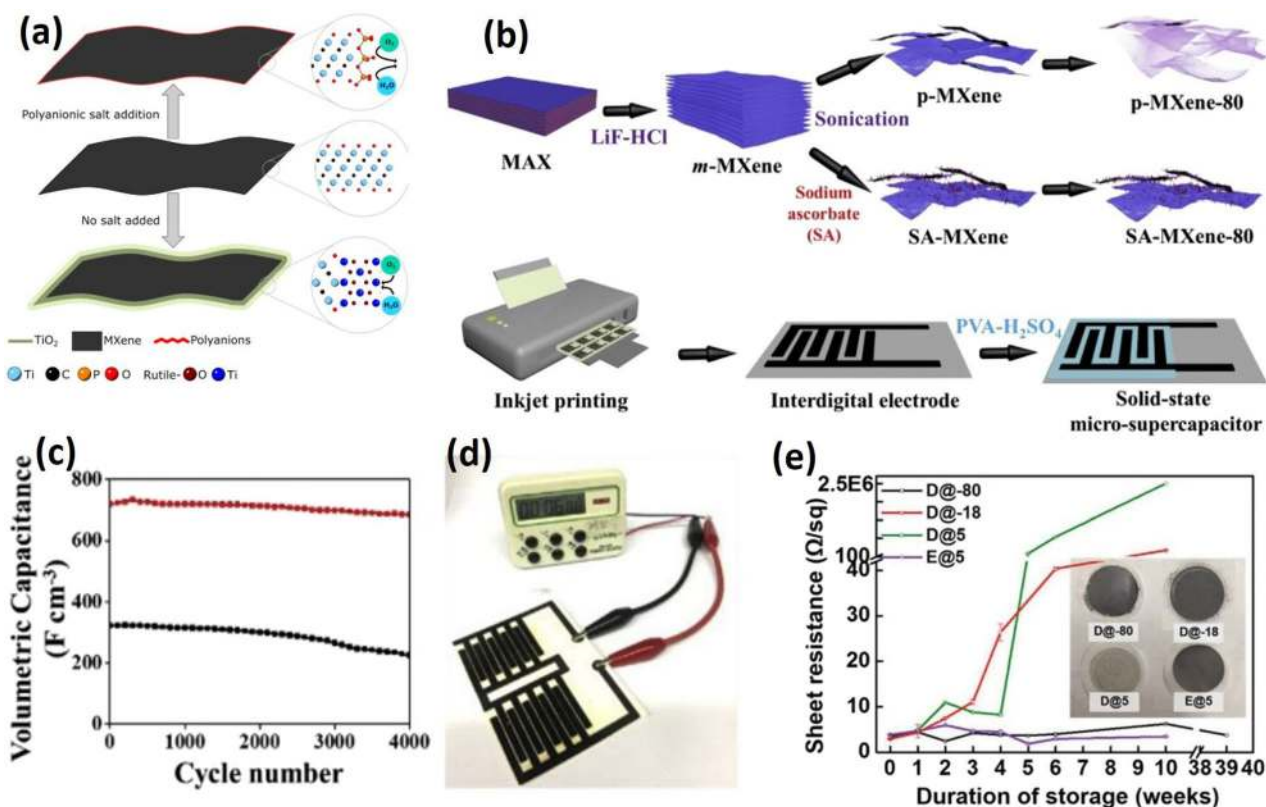 (a)
Polyanionic salt addition
No salt added
O₂
H₂O
O₂
H₂O
TiO₂ MXene Polyanions
Ti C P O Rutile- O Ti
(b)
MAX
LiF-HCl
m-MXene
Sonication
Sodium
ascorbate
(SA)
p-MXene
p-MXene-80
SA-MXene
SA-MXene-80
Inkjet printing
Interdigital electrode
PVA-H₂SO₄
Solid-state
micro-supercapacitor
(c)
Volumetric Capacitance
(F cm⁻³)
800
600
400
200
0
0 1000 2000 3000 4000
Cycle number
(d)
(e)
Sheet resistance (Ω/sq)
2.5E6
100
40
30
20
10
0
D@-80
D@-18
D@5
E@5
D@-80 D@-18
D@5 E@5
0 1 2 3 4 5 6 7 8 9 10 38 39 40
Duration of storage (weeks)